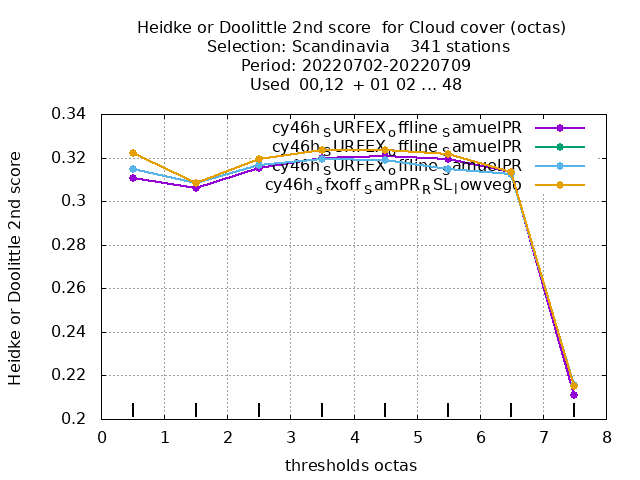 Heidke or Doolittle 2nd score  for Cloud cover (octas)
Selection: Scandinavia    341 stations
Period: 20220702-20220709
Used  00,12  + 01 02 ... 48
0.34
0.32
0.3
0.28
0.26
0.24
0.22
0.2
Heidke or Doolittle 2nd score
cy46h_SURFEX_offline_SamuelPR
cy46h_SURFEX_offline_SamuelPR
cy46h_SURFEX_offline_SamuelPR
cy46h_sfxoff_SamPR_RSL_lowvego
0 1 2 3 4 5 6 7 8
thresholds octas